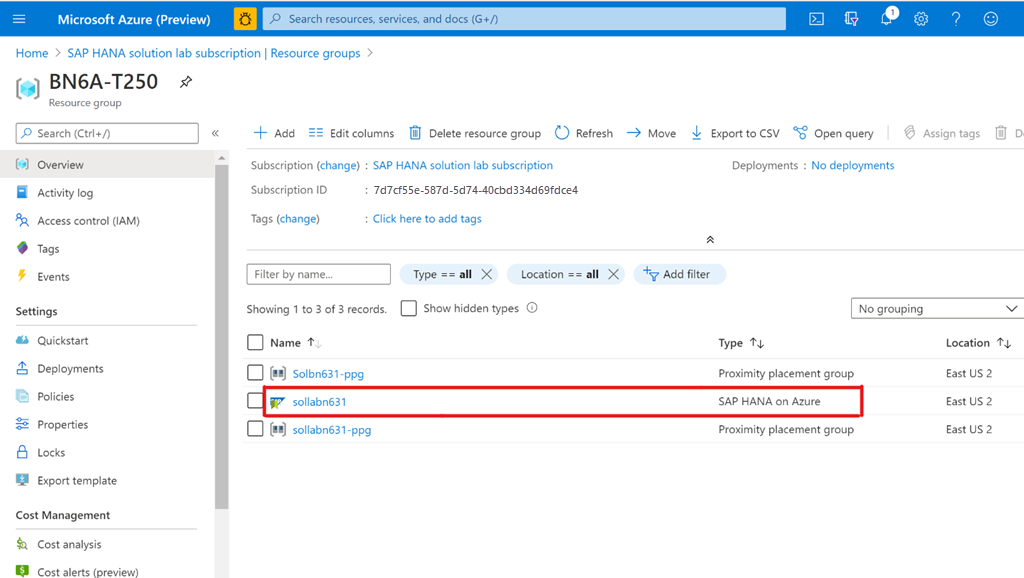 Microsoft Azure (Preview)
Search resources, services, and docs (G+/)
1
Home > SAP HANA solution lab subscription | Resource groups >
BN6A-T250
Resource group
Search (Ctrl+/)
«
Overview
Activity log
Access control (IAM)
Tags
Events
Settings
Quickstart
Deployments
Policies
Properties
Locks
Export template
Cost Management
Cost analysis
Cost alerts (preview)
Add Edit columns Delete resource group Refresh Move Export to CSV Open query Assign tags D
Subscription (change) : SAP HANA solution lab subscription Deployments : No deployments
Subscription ID : 7d7cf55e-587d-5d74-40cbd334d69fdce4
Tags (change) : Click here to add tags
Filter by name... Type == all Location == all Add filter
Showing 1 to 3 of 3 records. Show hidden types No grouping
Name Type Location
Solbn631-ppg Proximity placement group East US 2
sollabn631 SAP HANA on Azure East US 2
sollabn631-ppg Proximity placement group East US 2